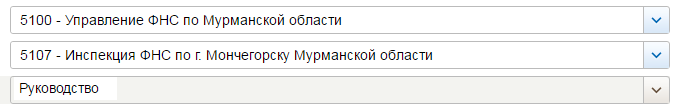 5100 - Управление ФНС по Мурманской области
5107 - Инспекция ФНС по г. Мончегорску Мурманской области
Руководство